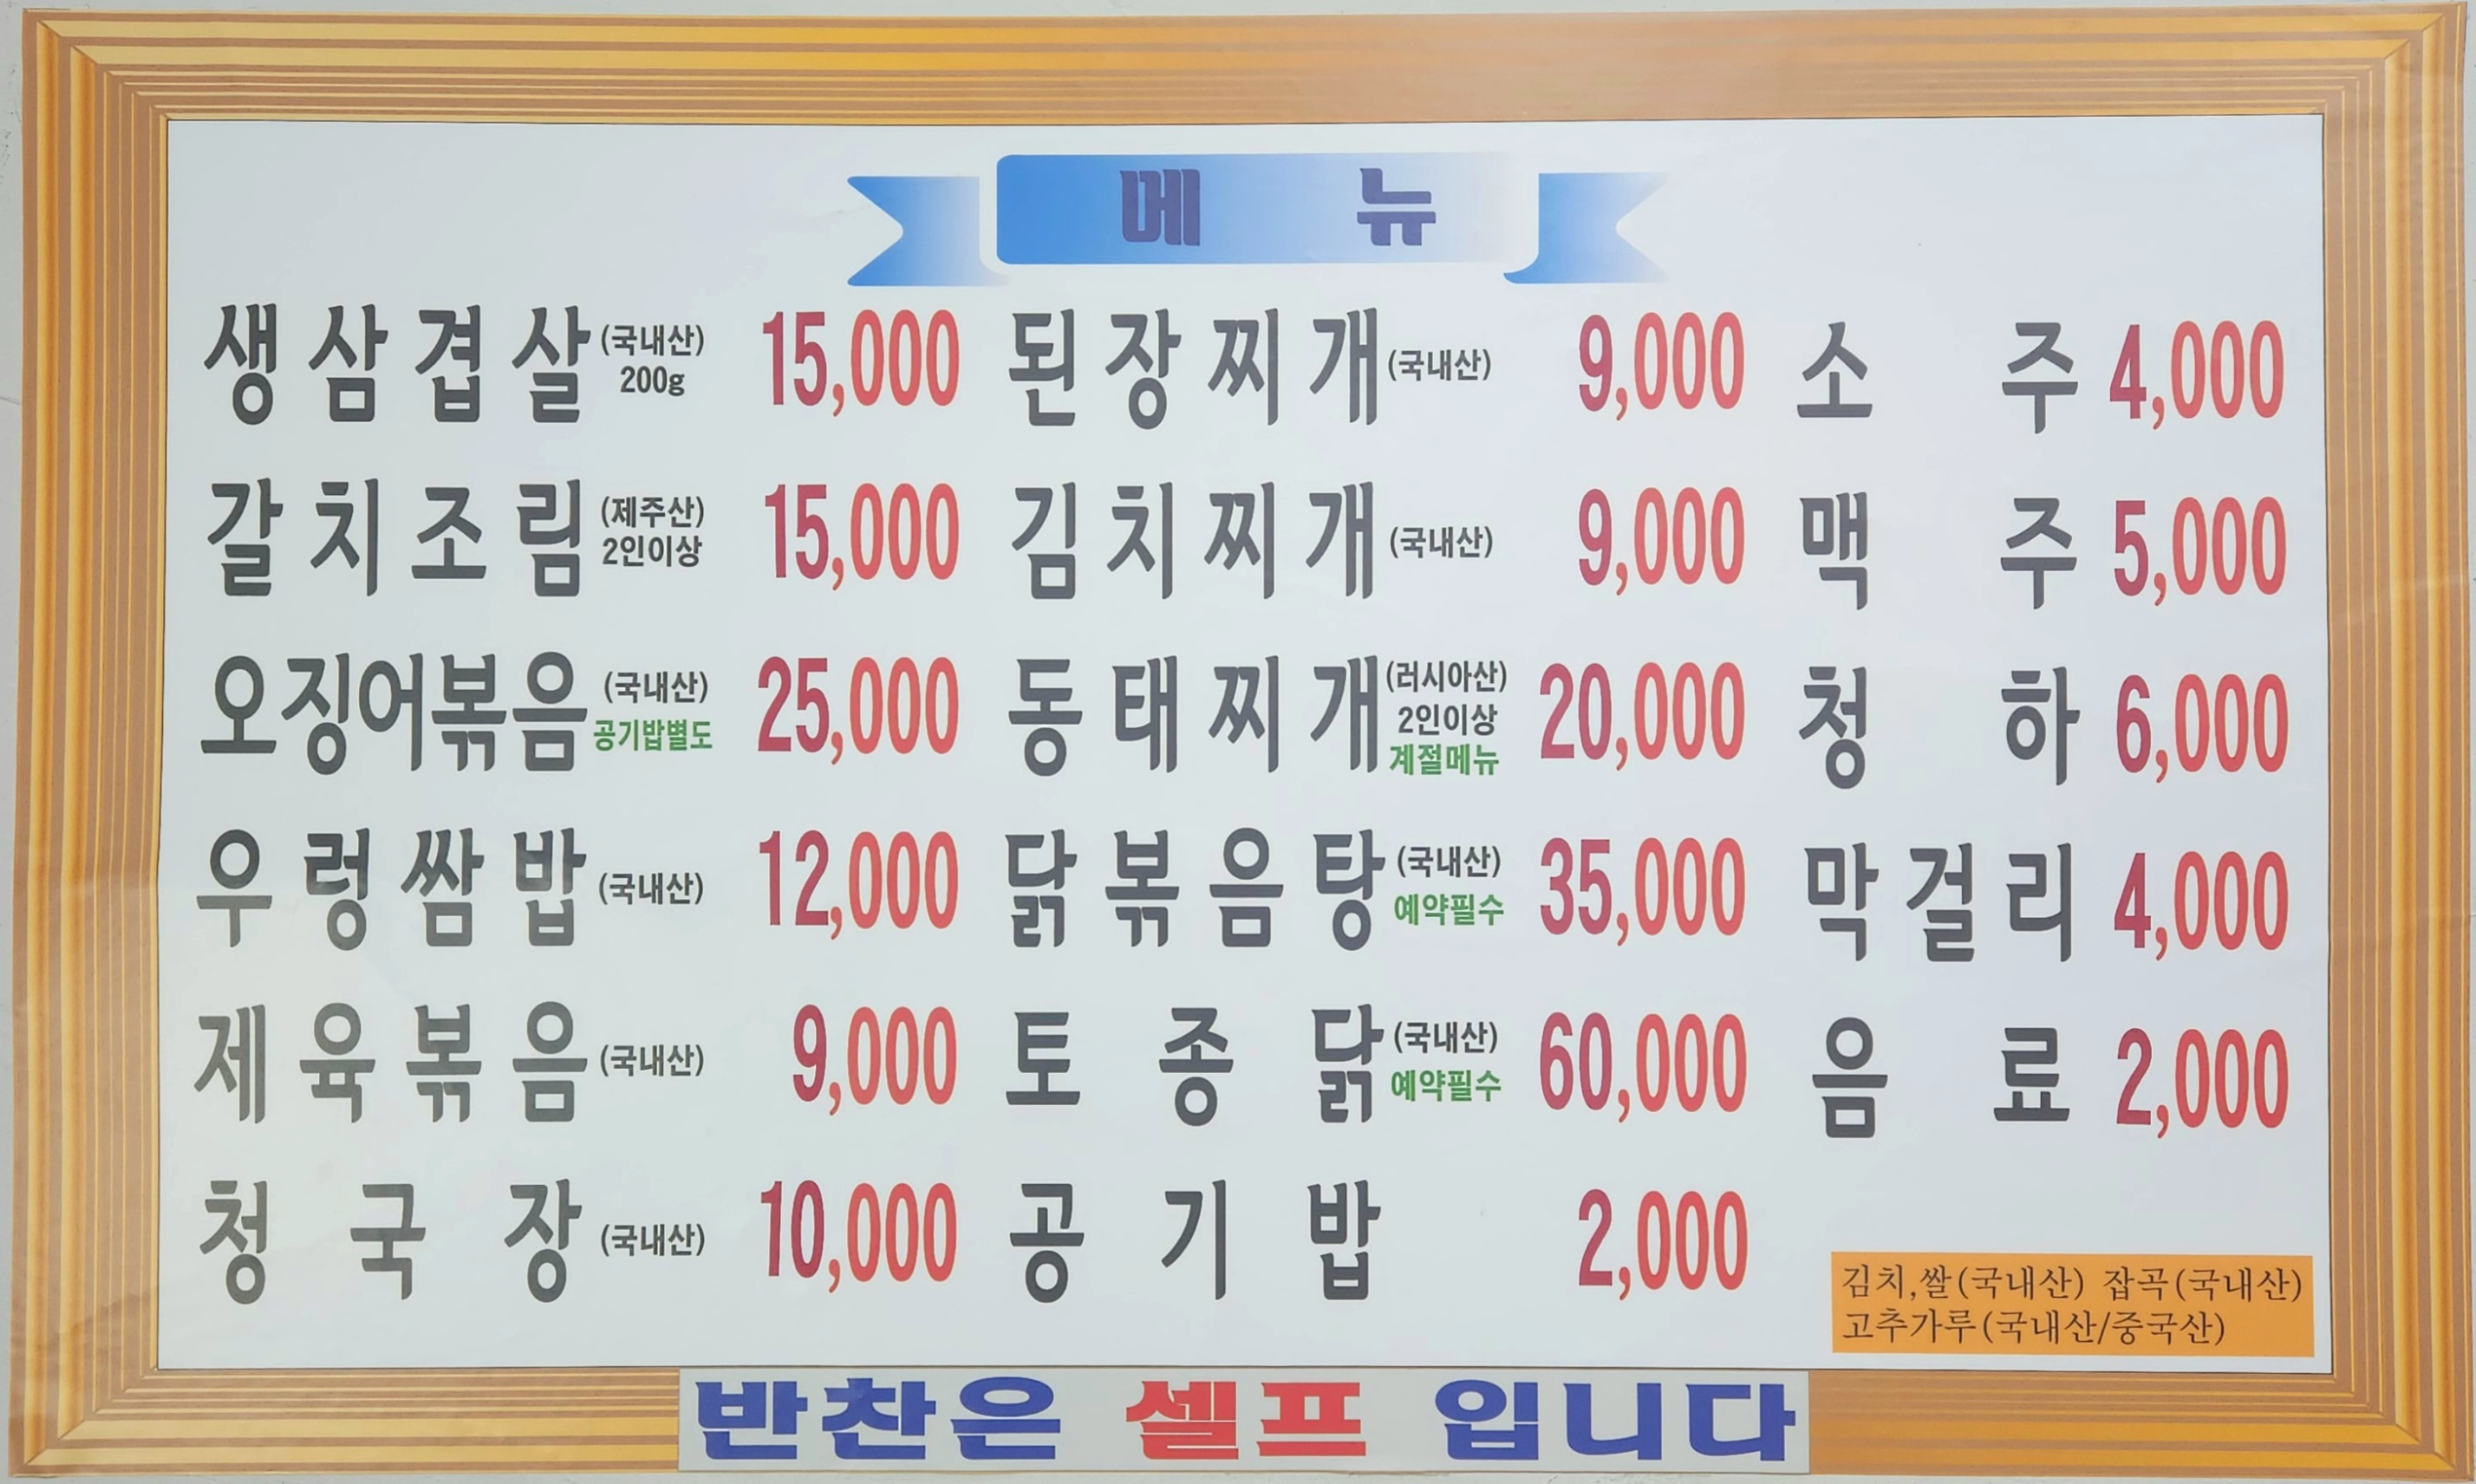 메 뉴
생삼겹살 (국내산) 200g 15,000
갈치조림 (제주산) 2인이상 15,000
오징어볶음 (국내산) 공기밥별도 25,000
우렁쌈밥 (국내산) 12,000
제육볶음 (국내산) 9,000
청국장 (국내산) 10,000
된장찌개 (국내산) 9,000
김치찌개 (국내산) 9,000
동태찌개 (러시아산) 2인이상 계절메뉴 20,000
닭볶음탕 (국내산) 예약필수 35,000
토종닭 (국내산) 예약필수 60,000
공기밥 2,000
소주 4,000
맥주 5,000
청하 6,000
막걸리 4,000
음료 2,000
김치,쌀(국내산) 잡곡(국내산)
고추가루(국내산/중국산)
반찬은 셀프 입니다